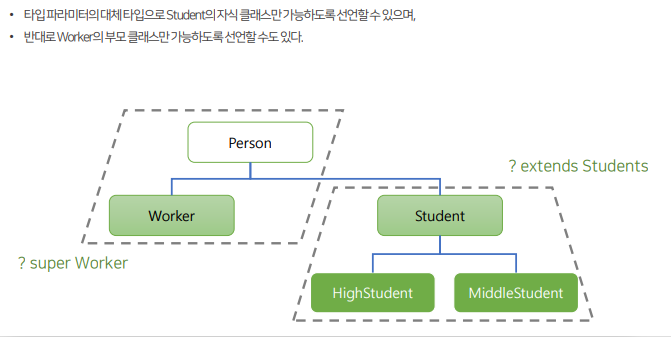 • 타입 파라미터의 대체 타입으로 Student의 자식 클래스만 가능하도록 선언할 수 있으며,
• 반대로 Worker의 부모 클래스만 가능하도록 선언할 수도 있다.
Person
? extends Students
Worker
Student
? super Worker
HighStudent
MiddleStudent